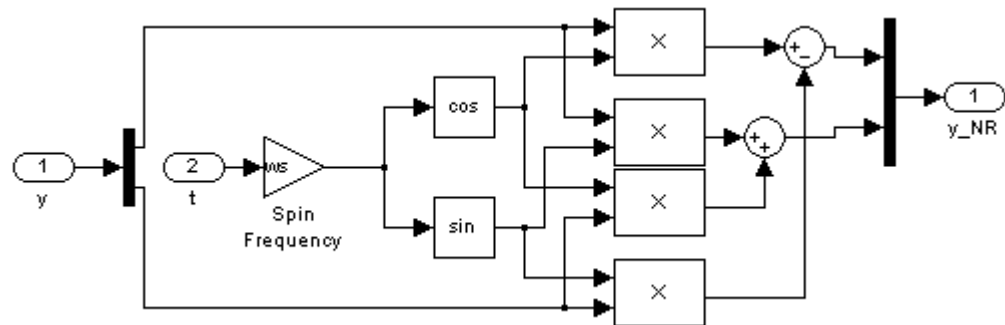 ×
+
−
cos
1
y_NR
×
+
+
1
y
2
t
ws
Spin
Frequency
×
sin
×